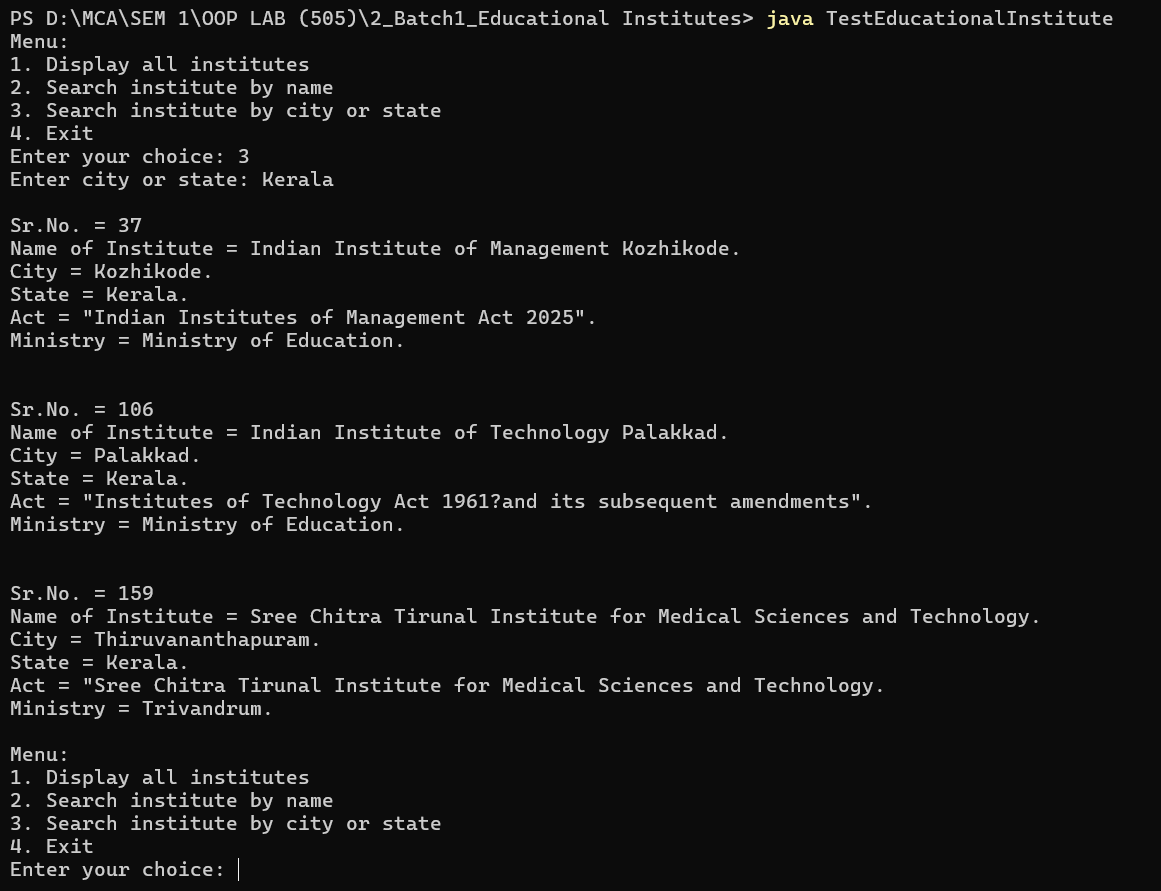 PS D:\MCA\SEM 1\OOP LAB (505)\2_Batch1_Educational Institutes> java TestEducationalInstitute
Menu:
1. Display all institutes
2. Search institute by name
3. Search institute by city or state
4. Exit
Enter your choice: 3
Enter city or state: Kerala

Sr.No. = 37
Name of Institute = Indian Institute of Management Kozhikode.
City = Kozhikode.
State = Kerala.
Act = "Indian Institutes of Management Act 2025".
Ministry = Ministry of Education.


Sr.No. = 106
Name of Institute = Indian Institute of Technology Palakkad.
City = Palakkad.
State = Kerala.
Act = "Institutes of Technology Act 1961?and its subsequent amendments".
Ministry = Ministry of Education.


Sr.No. = 159
Name of Institute = Sree Chitra Tirunal Institute for Medical Sciences and Technology.
City = Thiruvananthapuram.
State = Kerala.
Act = "Sree Chitra Tirunal Institute for Medical Sciences and Technology.
Ministry = Trivandrum.

Menu:
1. Display all institutes
2. Search institute by name
3. Search institute by city or state
4. Exit
Enter your choice: